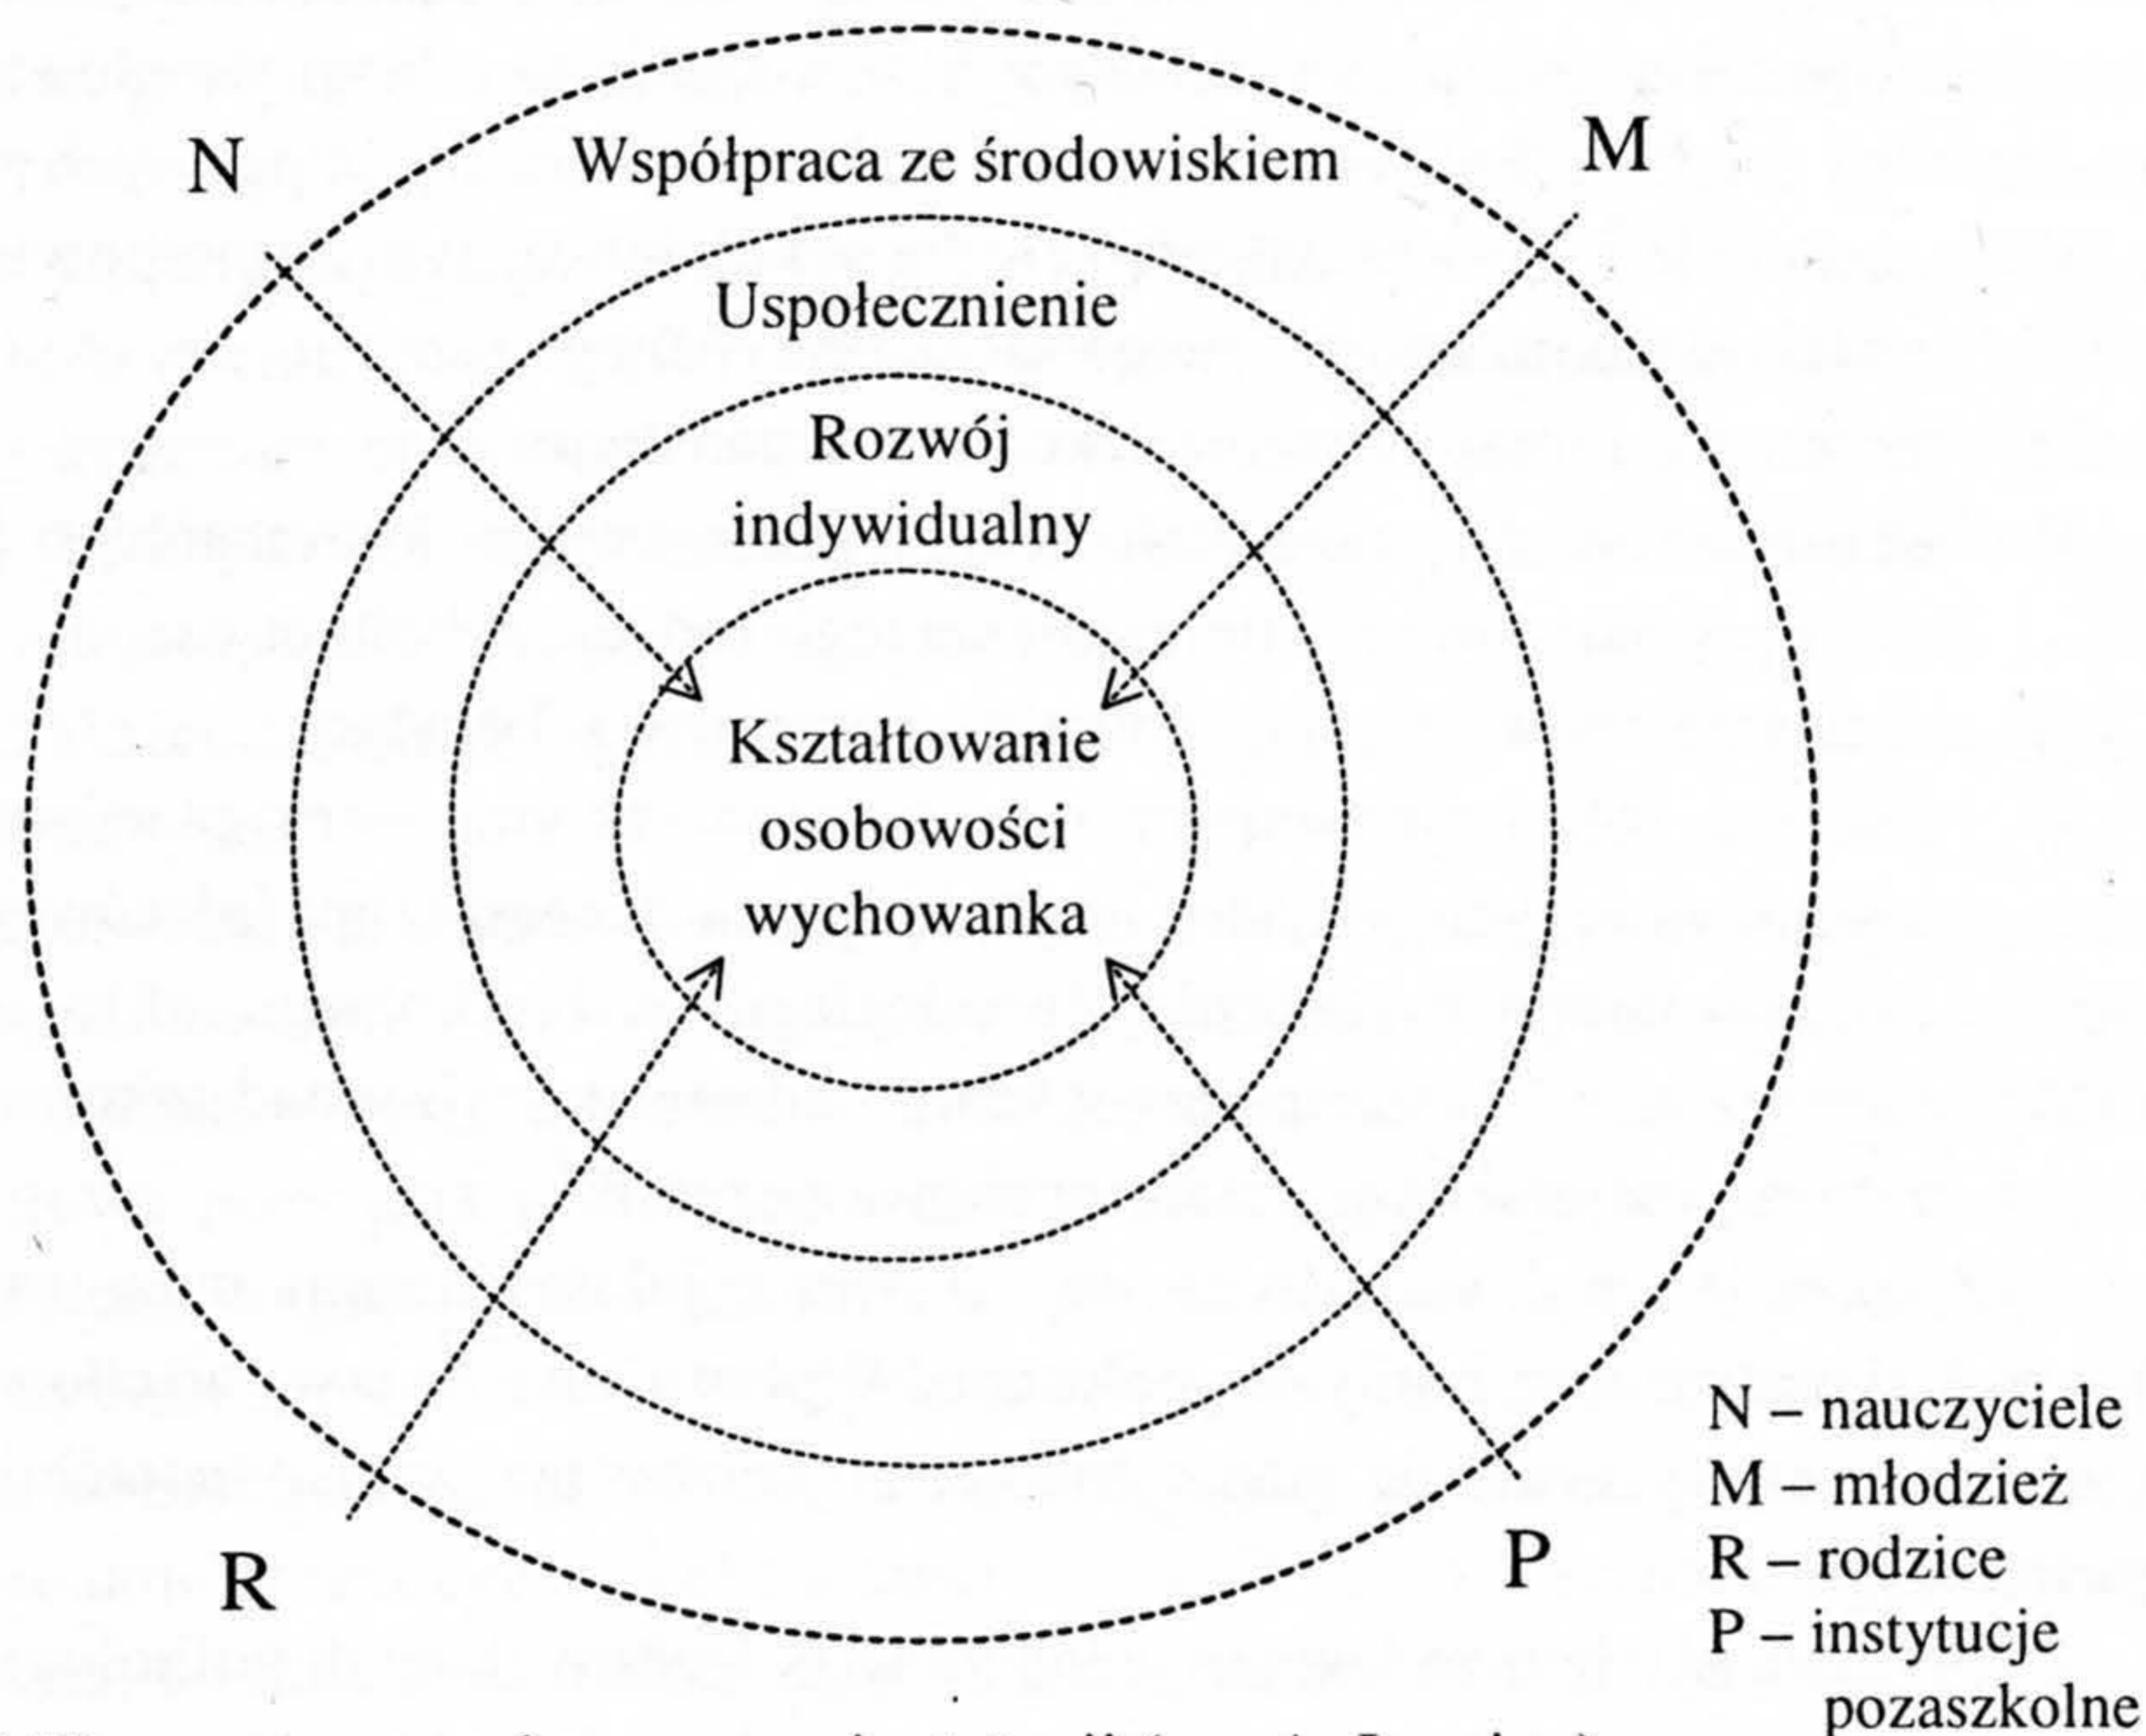 N
M
Współpraca ze środowiskiem
Uspołecznienie
Rozwój
indywidualny
Kształtowanie
osobowości
wychowanka
R
P
N – nauczyciele
M – młodzież
R – rodzice
P – instytucje
pozaszkolne